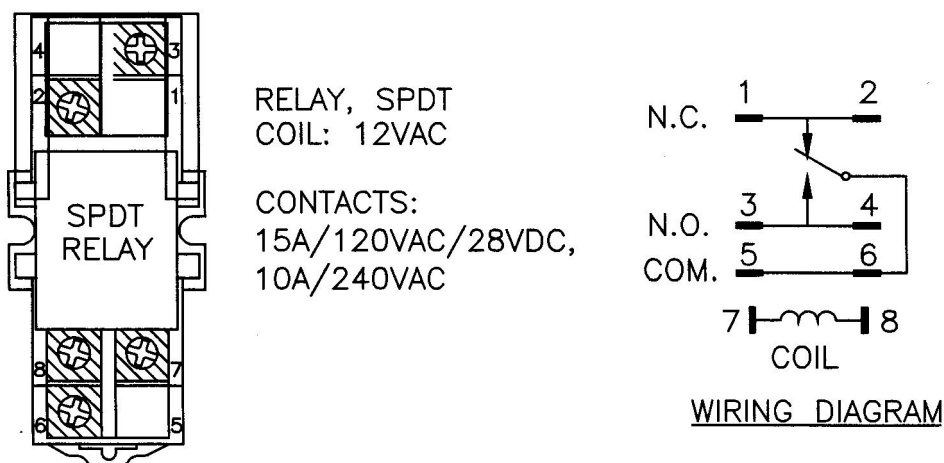 4 3
2 1
SPDT
RELAY
8 7
6 5
RELAY, SPDT
COIL: 12VAC
CONTACTS:
15A/120VAC/28VDC,
10A/240VAC
1 2
N.C.
3 4
N.O.
5 6
COM.
7 8
COIL
WIRING DIAGRAM